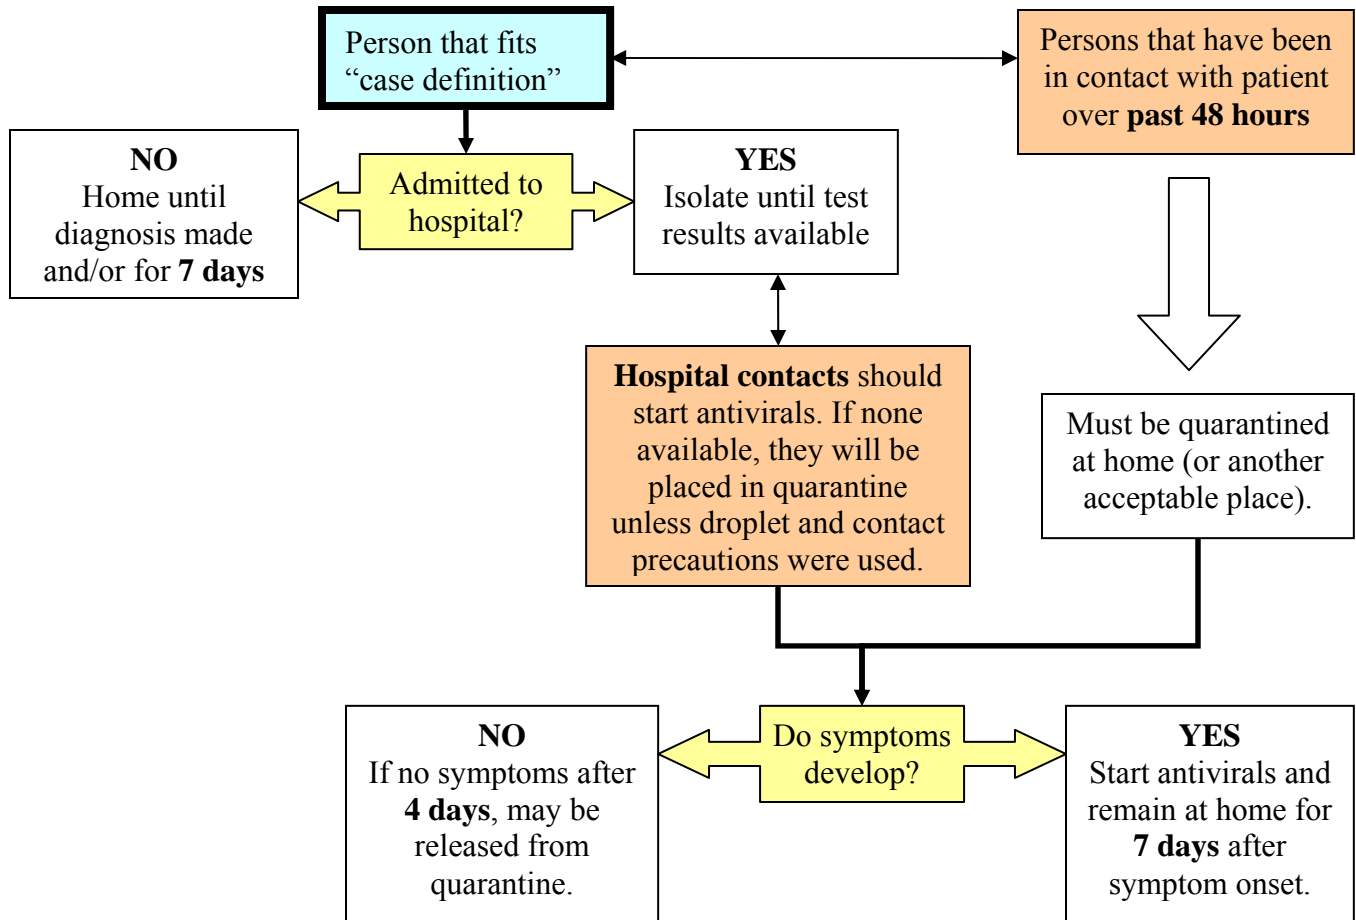 Person that fits
“case definition”
Persons that have been
in contact with patient
over past 48 hours
NO
Home until
diagnosis made
and/or for 7 days
Admitted to
hospital?
YES
Isolate until test
results available
Hospital contacts should
start antivirals. If none
available, they will be
placed in quarantine
unless droplet and contact
precautions were used.
Must be quarantined
at home (or another
acceptable place).
NO
If no symptoms after
4 days, may be
released from
quarantine.
Do symptoms
develop?
YES
Start antivirals and
remain at home for
7 days after
symptom onset.